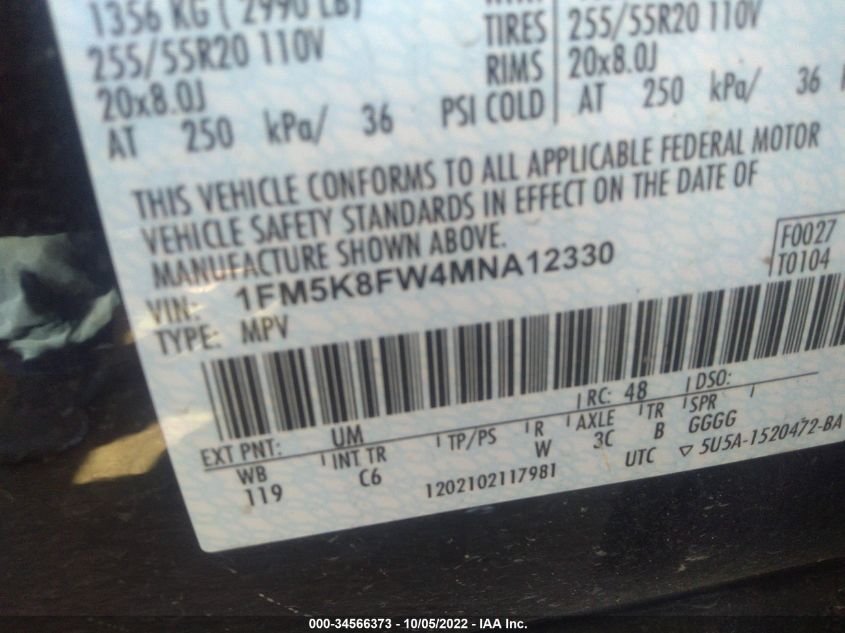 1356 KG ( 2990 LB)
255/55R20 110V TIRES 255/55R20 110V
20x8.0J RIMS 20x8.0J
AT 250 kPa/ 36 PSI COLD AT 250 kPa/ 36
THIS VEHICLE CONFORMS TO ALL APPLICABLE FEDERAL MOTOR
VEHICLE SAFETY STANDARDS IN EFFECT ON THE DATE OF
MANUFACTURE SHOWN ABOVE.
VIN: 1FM5K8FW4MNA12330 F0027
TYPE: MPV T0104
EXT PNT: UM RC: 48 DSO:
WB INT TR TP/PS R AXLE TR SPR
119 C6 W 3C B GGGG
1202102117981 UTC ▽ 5U5A-1520472-BA
000-34566373 - 10/05/2022 - IAA Inc.